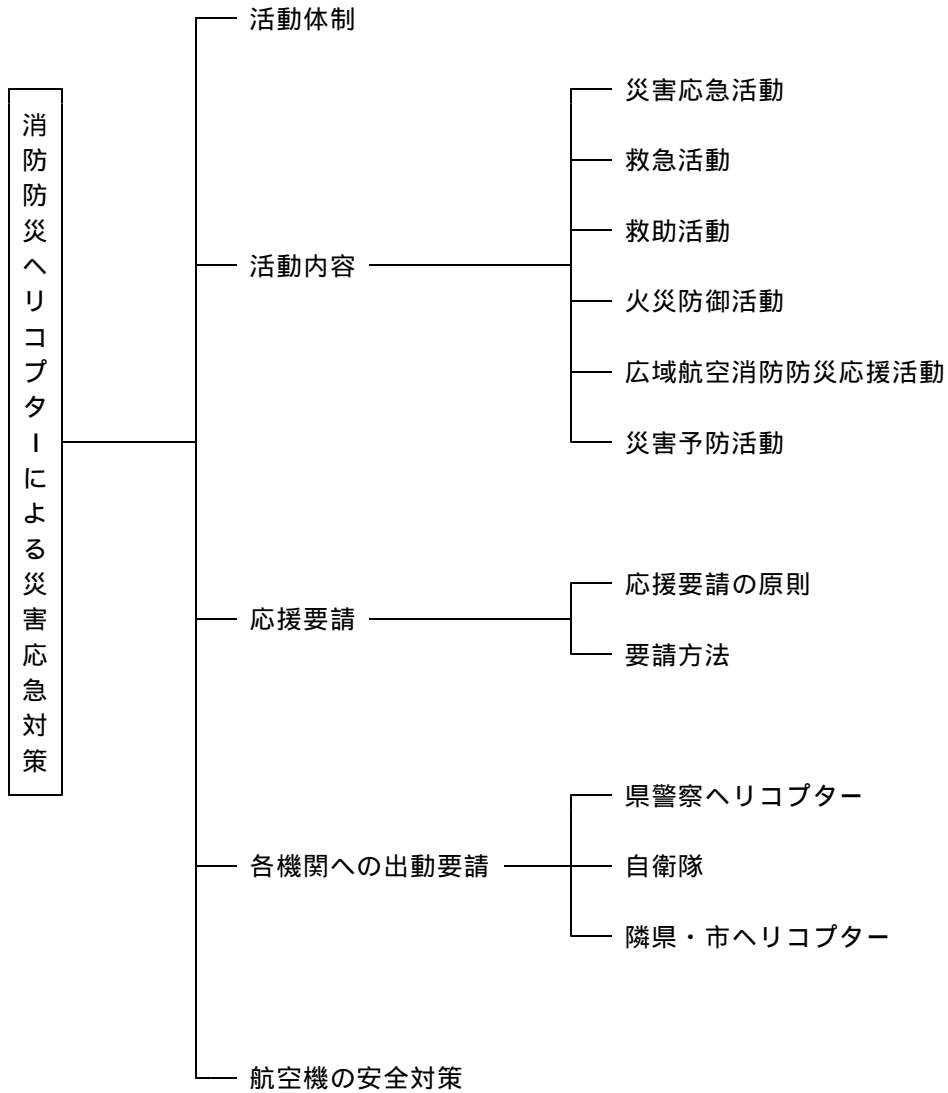 消防防災ヘリコプターによる災害応急対策
活動体制
活動内容
災害応急活動
救急活動
救助活動
火災防御活動
広域航空消防防災応援活動
災害予防活動
応援要請
応援要請の原則
要請方法
各機関への出動要請
県警察ヘリコプター
自衛隊
隣県・市ヘリコプター
航空機の安全対策